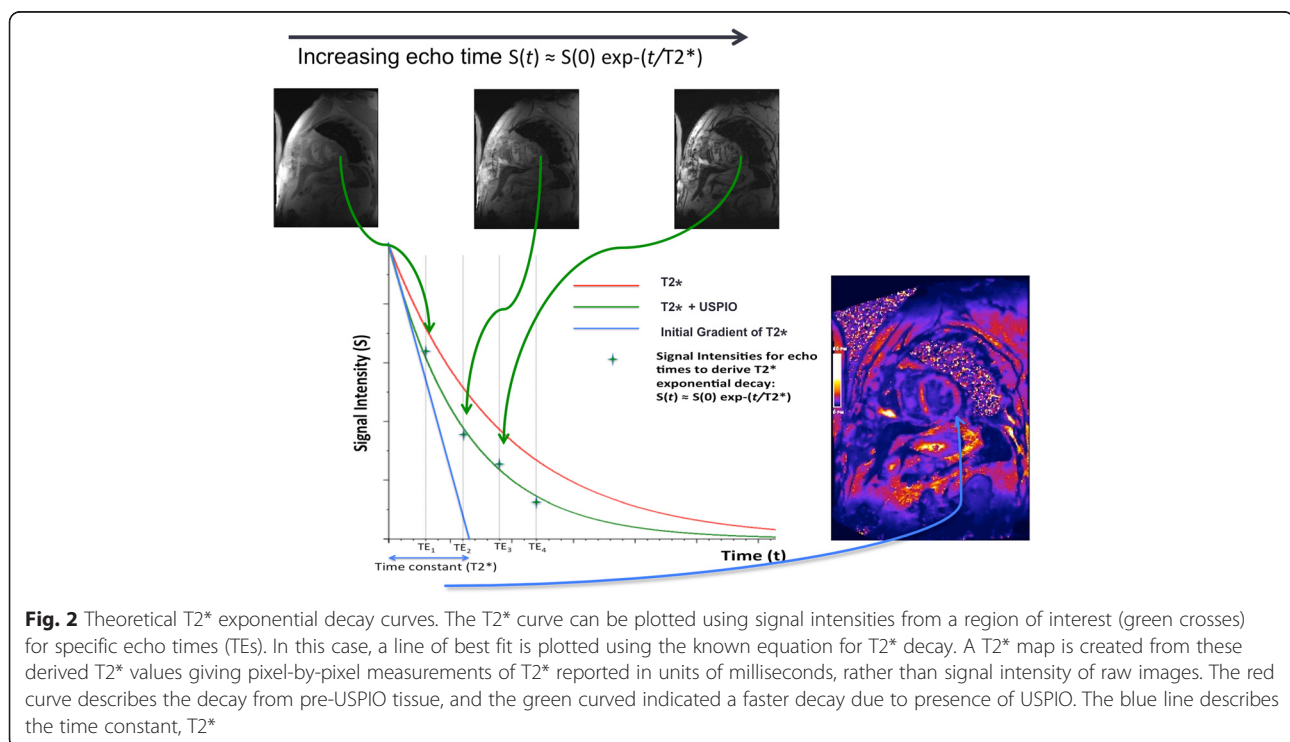 Increasing echo time S(t) ≈ S(0) exp-(t/T2*)
T2*
T2* + USPIO
Initial Gradient of T2*
Signal Intensities for echo
times to derive T2*
exponential decay:
S(t) ≈ S(0) exp-(t/T2*)
Signal Intensity (S)
TE1 TE2 TE3 TE4
Time (t)
Time constant (T2*)
Fig. 2 Theoretical T2* exponential decay curves. The T2* curve can be plotted using signal intensities from a region of interest (green crosses)
for specific echo times (TEs). In this case, a line of best fit is plotted using the known equation for T2* decay. A T2* map is created from these
derived T2* values giving pixel-by-pixel measurements of T2* reported in units of milliseconds, rather than signal intensity of raw images. The red
curve describes the decay from pre-USPIO tissue, and the green curved indicated a faster decay due to presence of USPIO. The blue line describes
the time constant, T2*